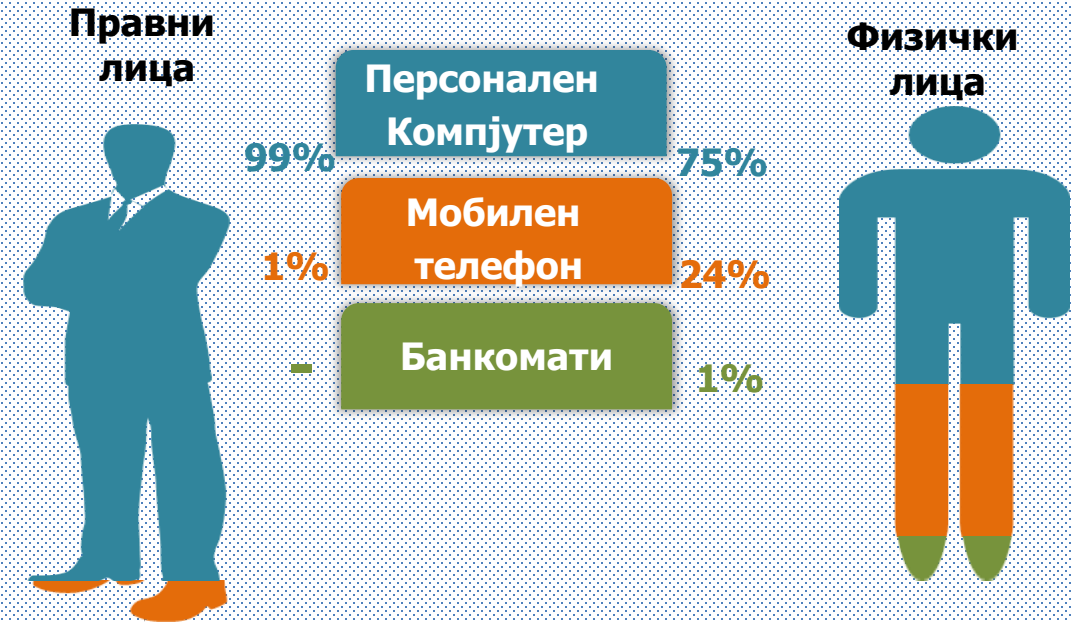 Правни
лица
Физички
лица
Персонален
Компјутер
99%
75%
Мобилен
телефон
1%
24%
Банкомати
-
1%